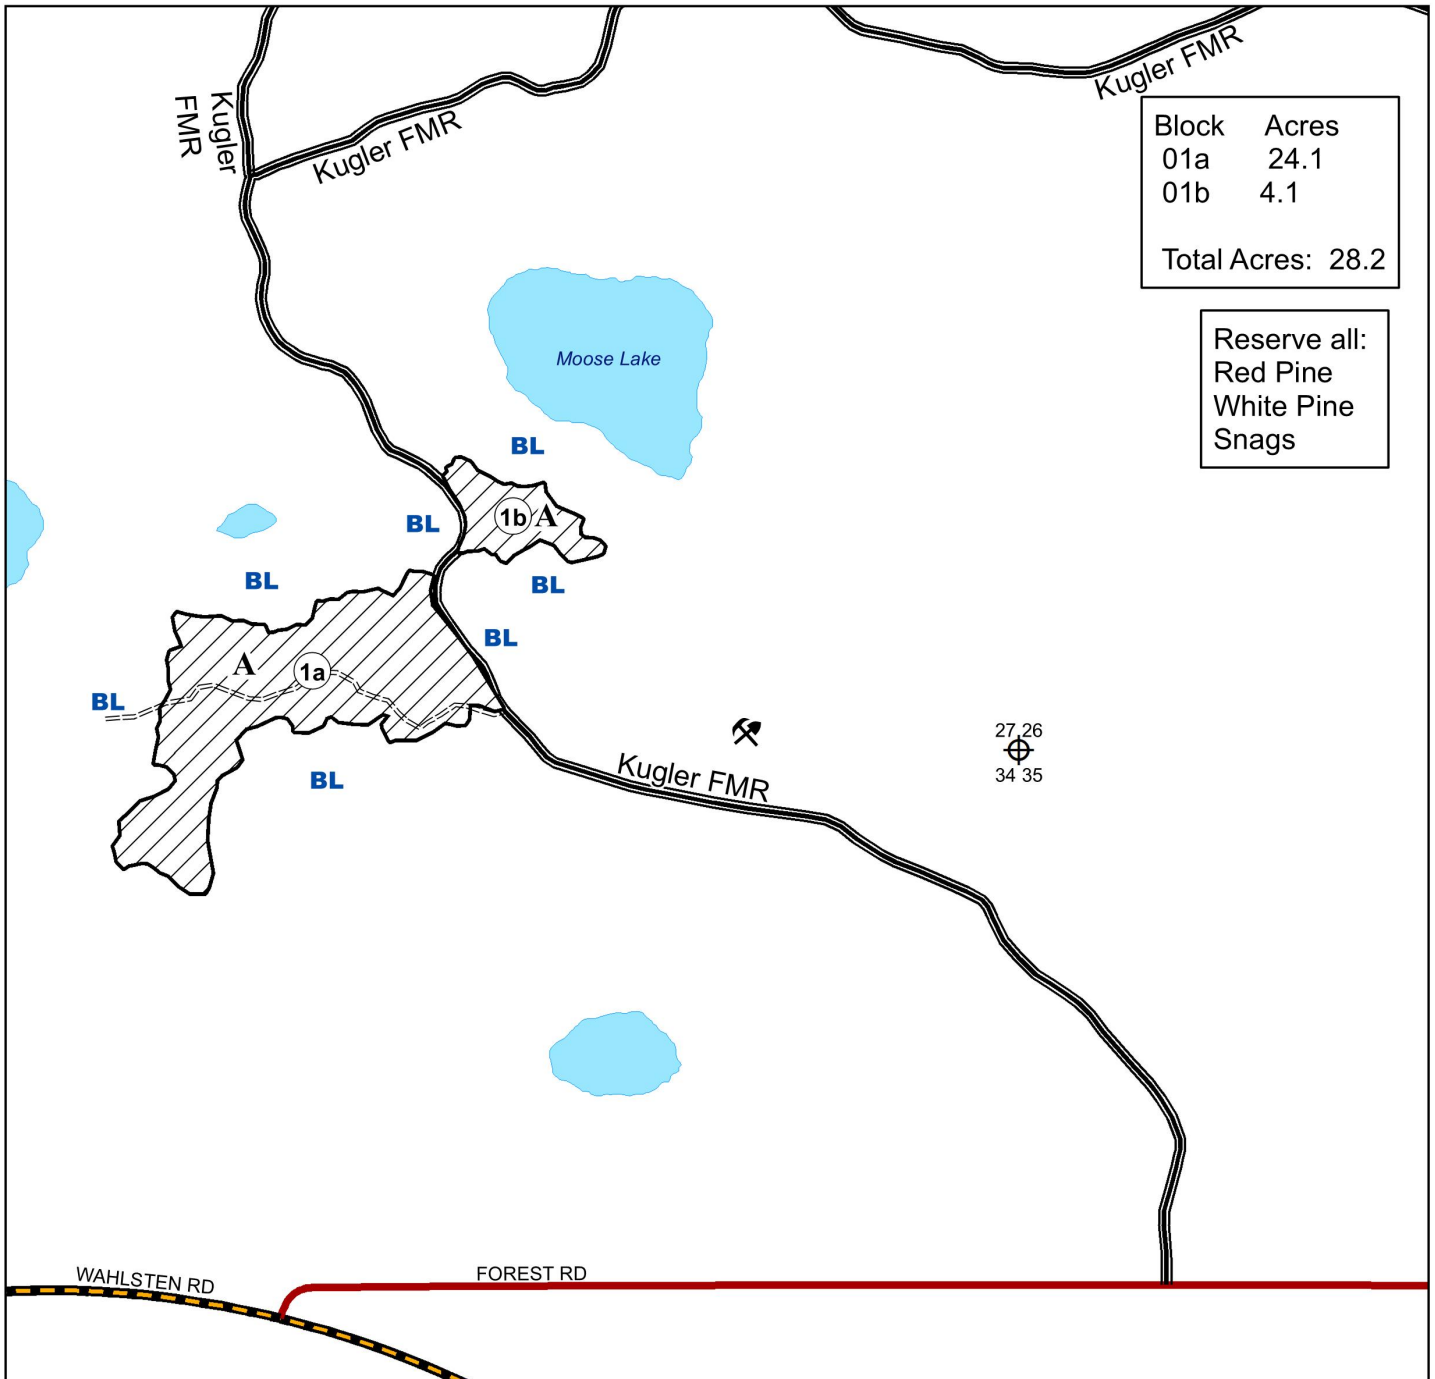 Kugler FMR
Kugler
FMR
Kugler FMR
Block Acres
01a 24.1
01b 4.1
Total Acres: 28.2
Reserve all:
Red Pine
White Pine
Snags
Moose Lake
BL
1b A
BL
BL
BL
BL
A 1a
BL
BL
27 26
34 35
Kugler FMR
WAHLSTEN RD
FOREST RD